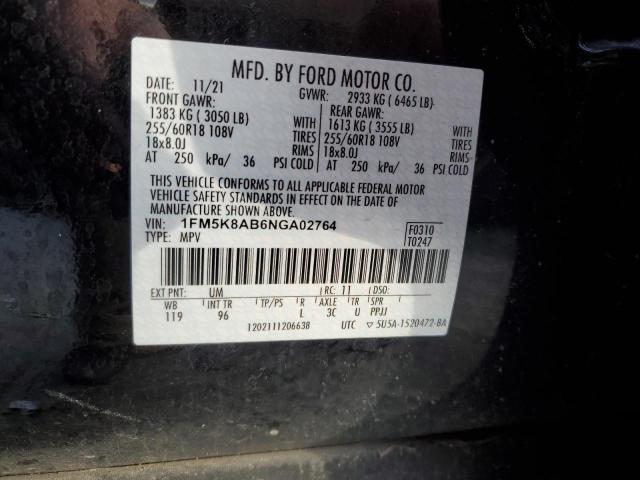 MFD. BY FORD MOTOR CO.
11/21 GVWR: 2933 KG ( 6465 LB)
FRONT GAWR: REAR GAWR:
1383 KG ( 3050 LB) WITH 1613 KG ( 3555 LB) WITH
255/60R18 108V TIRES 255/60R18 108V TIRES
18x8.0J RIMS 18x8.0J RIMS
AT 250 kPa/ 36 PSI COLD AT 250 kPa/ 36 PSI COLD
THIS VEHICLE CONFORMS TO ALL APPLICABLE FEDERAL MOTOR
VEHICLE SAFETY STANDARDS IN EFFECT ON THE DATE OF
MANUFACTURE SHOWN ABOVE.
VIN: 1FM5K8AB6NGA02764 F0310
TYPE: MPV T0247
EXT PNT: UM RC: 11 DSO:
WB INT TR TP/PS R AXLE TR SPR
119 96 L 3C U PPJJ
1202111206638 UTC ▽ 5U5A-1520472-BA